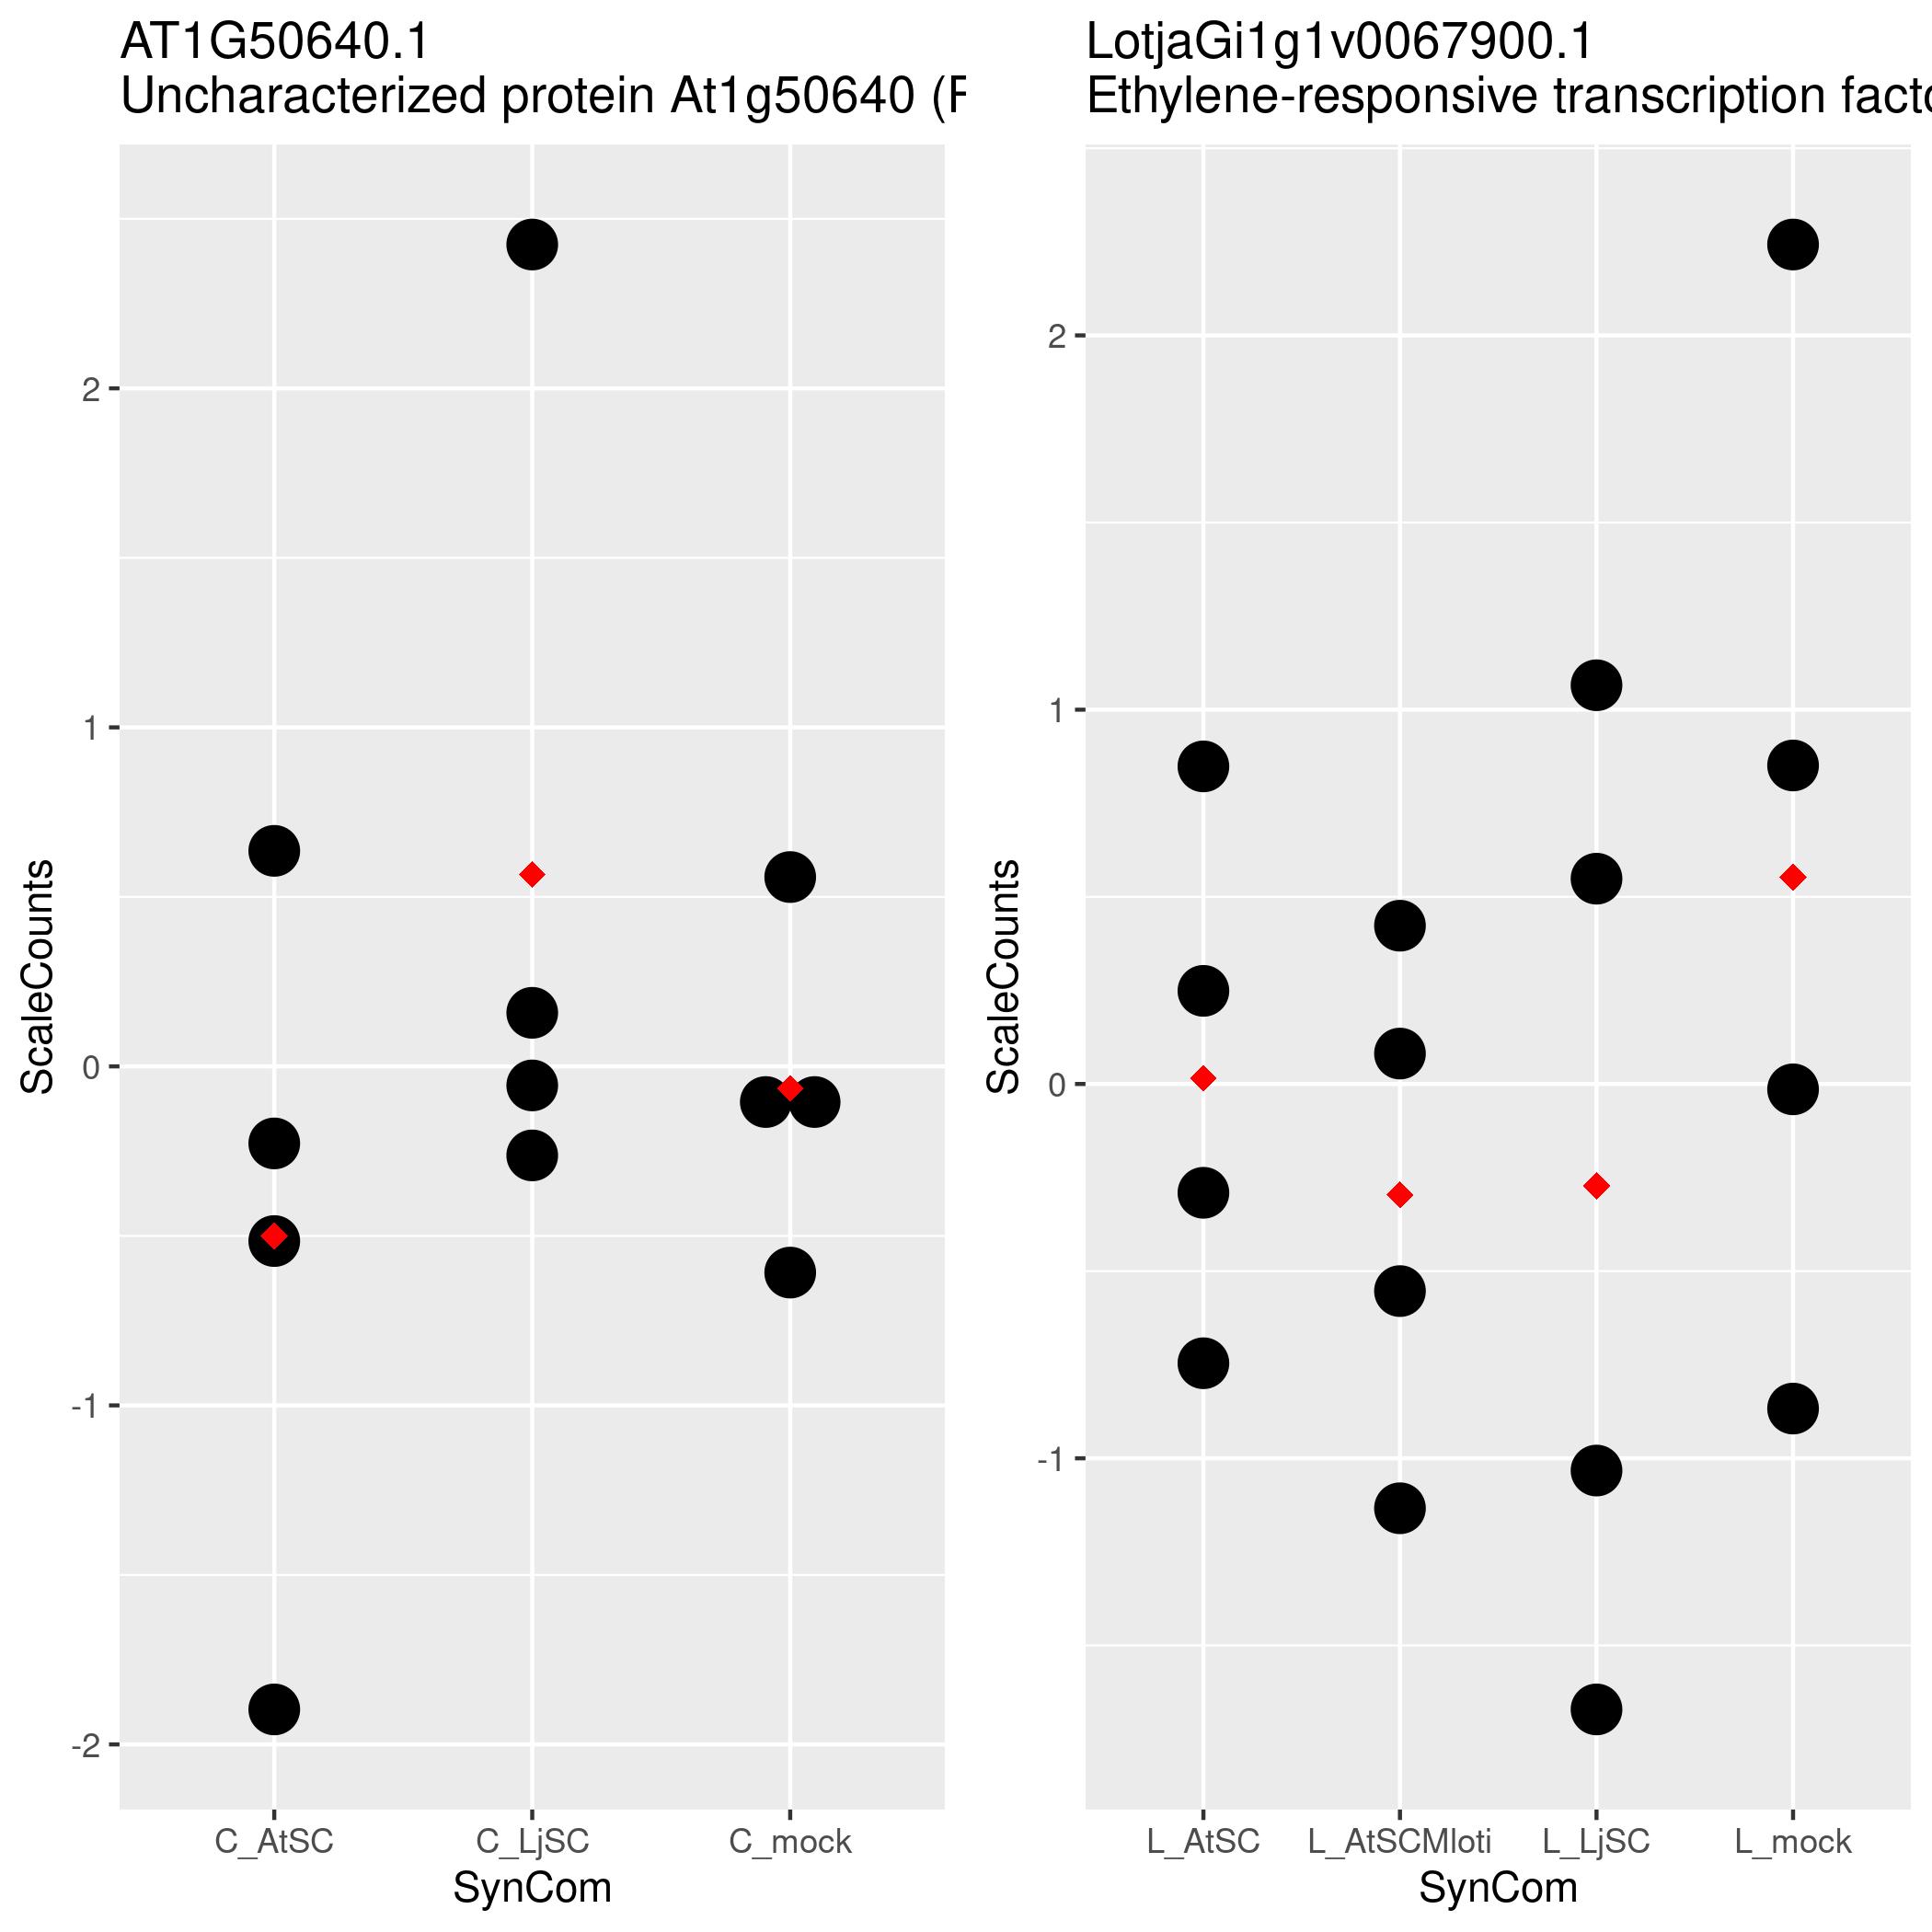 AT1G50640.1
Uncharacterized protein At1g50640 (F
ScaleCounts
2
1
0
-1
-2
C_AtSC C_LjSC C_mock
SynCom
LotjaGi1g1v0067900.1
Ethylene-responsive transcription facto
ScaleCounts
2
1
0
-1
L_AtSC L_AtSCMloti L_LjSC L_mock
SynCom